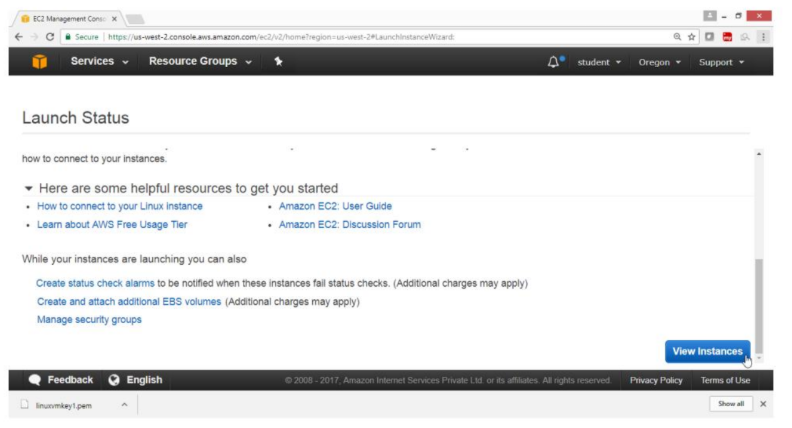 EC2 Management Conso
Secure | https://us-west-2.console.aws.amazon.com/ec2/v2/home?region=us-west-2#LaunchInstanceWizard:
Services Resource Groups student Oregon Support
Launch Status
how to connect to your instances.
Here are some helpful resources to get you started
• How to connect to your Linux instance • Amazon EC2: User Guide
• Learn about AWS Free Usage Tier • Amazon EC2: Discussion Forum
While your instances are launching you can also
Create status check alarms to be notified when these instances fail status checks. (Additional charges may apply)
Create and attach additional EBS volumes (Additional charges may apply)
Manage security groups
View Instances
Feedback English © 2008 - 2017, Amazon Internet Services Private Ltd. or its affiliates. All rights reserved. Privacy Policy Terms of Use
linuxvmkey1.pem Show all